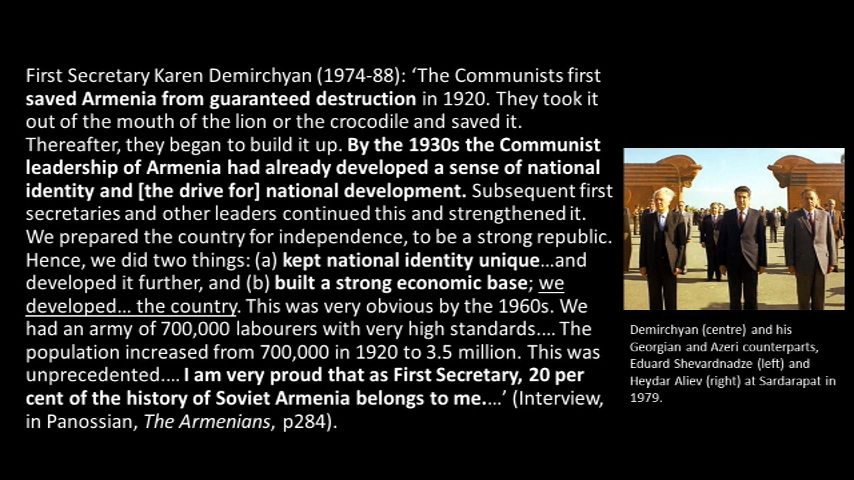 First Secretary Karen Demirchyan (1974-88): ‘The Communists first
saved Armenia from guaranteed destruction in 1920. They took it
out of the mouth of the lion or the crocodile and saved it.
Thereafter, they began to build it up. By the 1930s the Communist
leadership of Armenia had already developed a sense of national
identity and [the drive for] national development. Subsequent first
secretaries and other leaders continued this and strengthened it.
We prepared the country for independence, to be a strong republic.
Hence, we did two things: (a) kept national identity unique…and
developed it further, and (b) built a strong economic base; we
developed… the country. This was very obvious by the 1960s. We
had an army of 700,000 labourers with very high standards…. The
population increased from 700,000 in 1920 to 3.5 million. This was
unprecedented…. I am very proud that as First Secretary, 20 per
cent of the history of Soviet Armenia belongs to me.…’ (Interview,
in Panossian, The Armenians, p284).
Demirchyan (centre) and his
Georgian and Azeri counterparts,
Eduard Shevardnadze (left) and
Heydar Aliev (right) at Sardarapat in
1979.